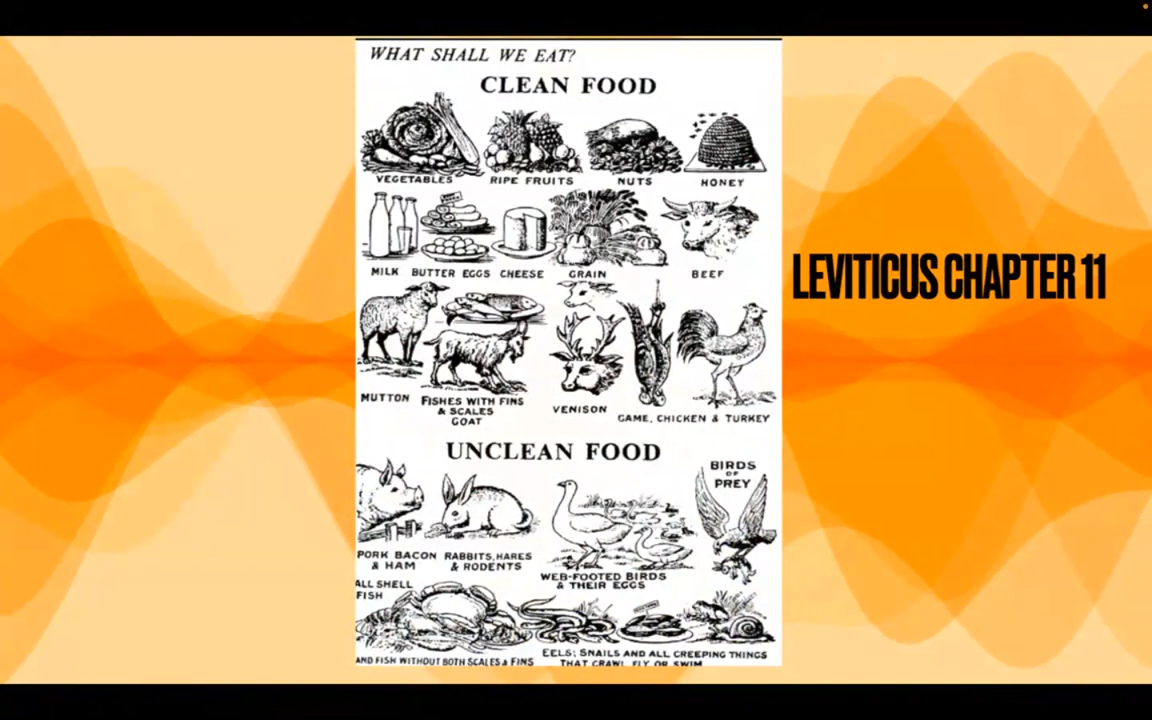 WHAT SHALL WE EAT?
CLEAN FOOD
VEGETABLES RIPE FRUITS NUTS HONEY
MILK BUTTER EGGS CHEESE GRAIN BEEF
MUTTON FISHES WITH FINS
& SCALES
GOAT
VENISON
GAME, CHICKEN & TURKEY
UNCLEAN FOOD
BIRDS
OF
PREY
PORK BACON
& HAM
RABBITS, HARES
& RODENTS
WEB-FOOTED BIRDS
& THEIR EGGS
ALL SHELL
FISH
AND FISH WITHOUT BOTH SCALES & FINS
EELS; SNAILS AND ALL CREEPING THINGS
THAT CRAWL, FLY OR SWIM
LEVITICUS CHAPTER 11